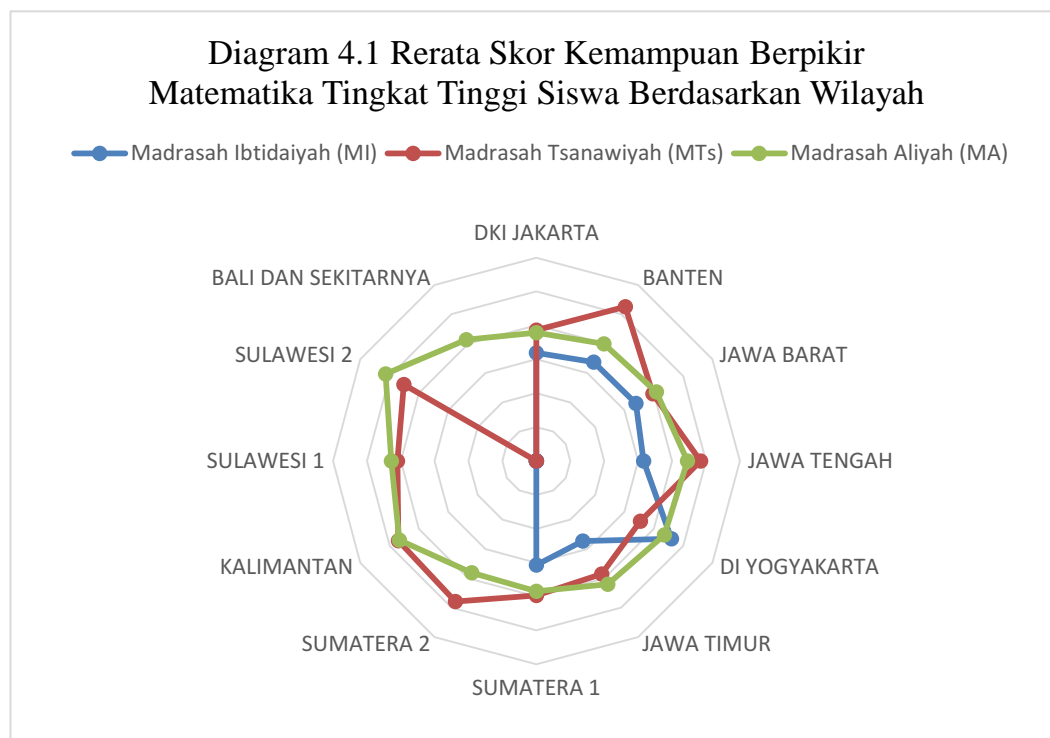 Diagram 4.1 Rerata Skor Kemampuan Berpikir
Matematika Tingkat Tinggi Siswa Berdasarkan Wilayah
Madrasah Ibtidaiyah (MI) Madrasah Tsanawiyah (MTs) Madrasah Aliyah (MA)
DKI JAKARTA
BANTEN
JAWA BARAT
JAWA TENGAH
DI YOGYAKARTA
JAWA TIMUR
SUMATERA 1
SUMATERA 2
KALIMANTAN
SULAWESI 1
SULAWESI 2
BALI DAN SEKITARNYA